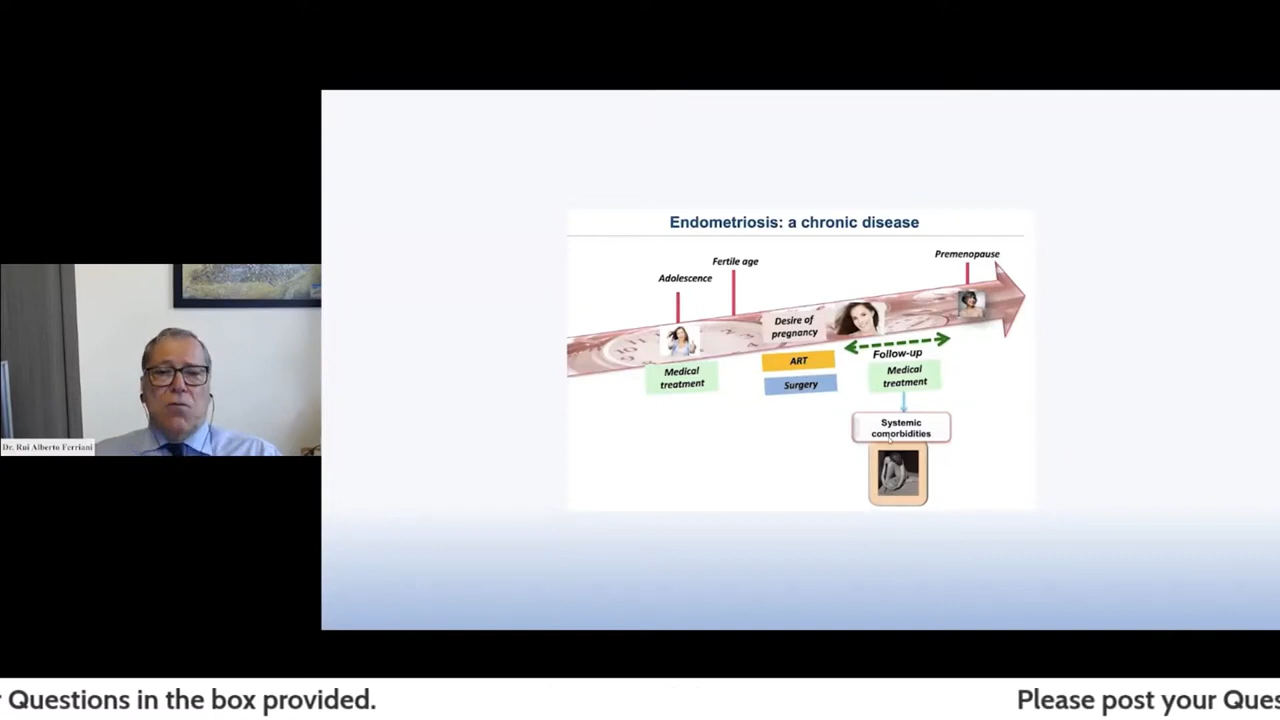 Endometriosis: a chronic disease
Premenopause
Fertile age
Adolescence
Desire of
pregnancy
ART
Surgery
Medical
treatment
Follow-up
Medical
treatment
Systemic
comorbidities
Dr. Rui Alberto Ferriani
Questions in the box provided.
Please post your Ques